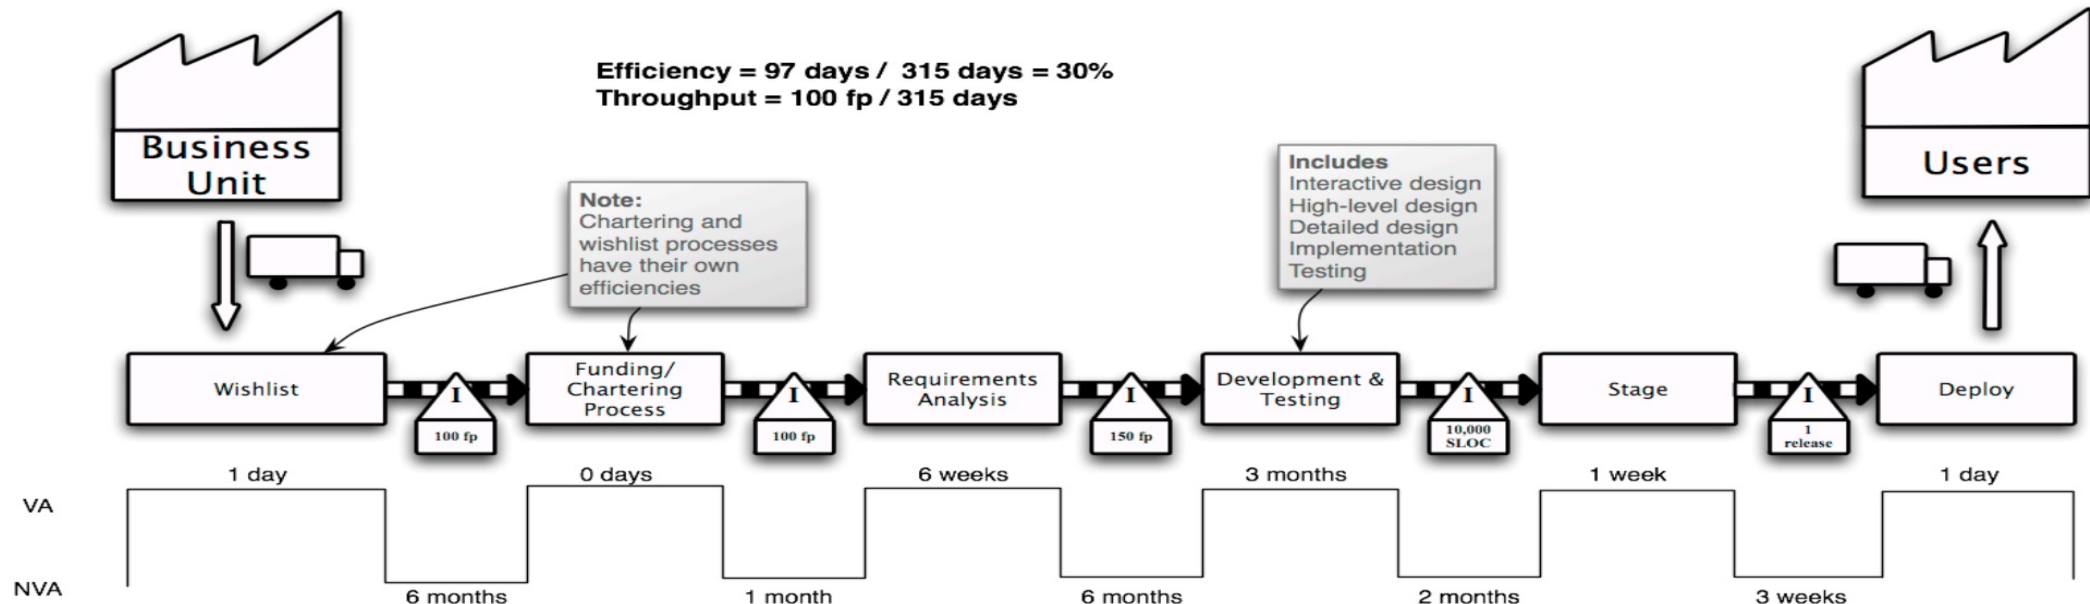 Efficiency = 97 days / 315 days = 30%
Throughput = 100 fp / 315 days
Business
Unit
Users
Note:
Chartering and
wishlist processes
have their own
efficiencies
Includes
Interactive design
High-level design
Detailed design
Implementation
Testing
Wishlist
I
100 fp
Funding/
Chartering
Process
I
100 fp
Requirements
Analysis
I
150 fp
Development &
Testing
I
10,000
SLOC
Stage
I
1
release
Deploy
1 day
0 days
6 weeks
3 months
1 week
1 day
VA
NVA
6 months
1 month
6 months
2 months
3 weeks